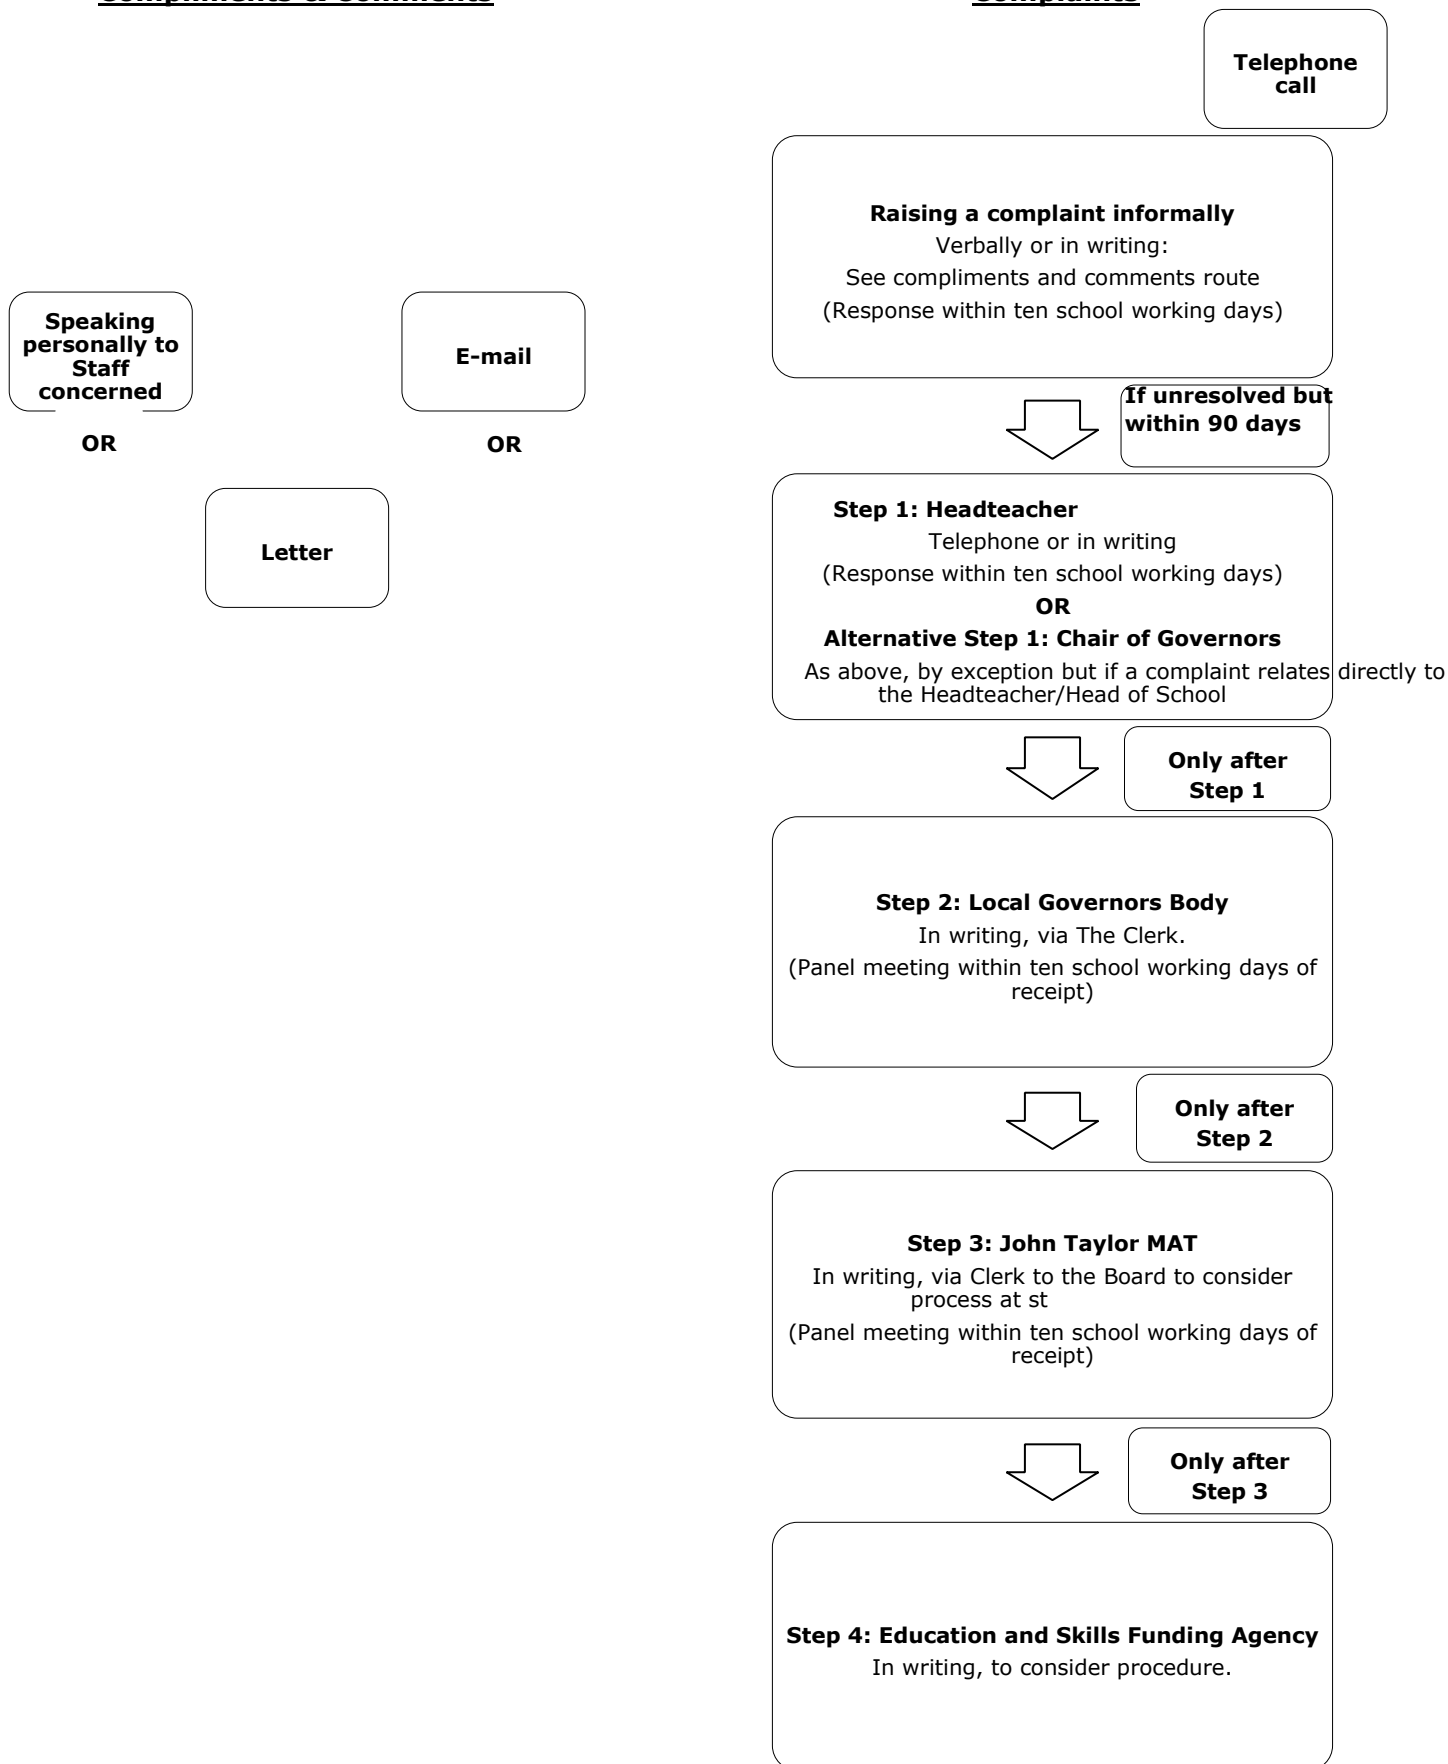 Compliments & Comments
Complaints
Telephone
call
Raising a complaint informally
Verbally or in writing:
See compliments and comments route
(Response within ten school working days)
Speaking
personally to
Staff
concerned
E-mail
OR
OR
Letter
If unresolved but
within 90 days
Step 1: Headteacher
Telephone or in writing
(Response within ten school working days)
OR
Alternative Step 1: Chair of Governors
As above, by exception but if a complaint relates directly to
the Headteacher/Head of School
Only after
Step 1
Step 2: Local Governors Body
In writing, via The Clerk.
(Panel meeting within ten school working days of
receipt)
Only after
Step 2
Step 3: John Taylor MAT
In writing, via Clerk to the Board to consider
process at st
(Panel meeting within ten school working days of
receipt)
Only after
Step 3
Step 4: Education and Skills Funding Agency
In writing, to consider procedure.